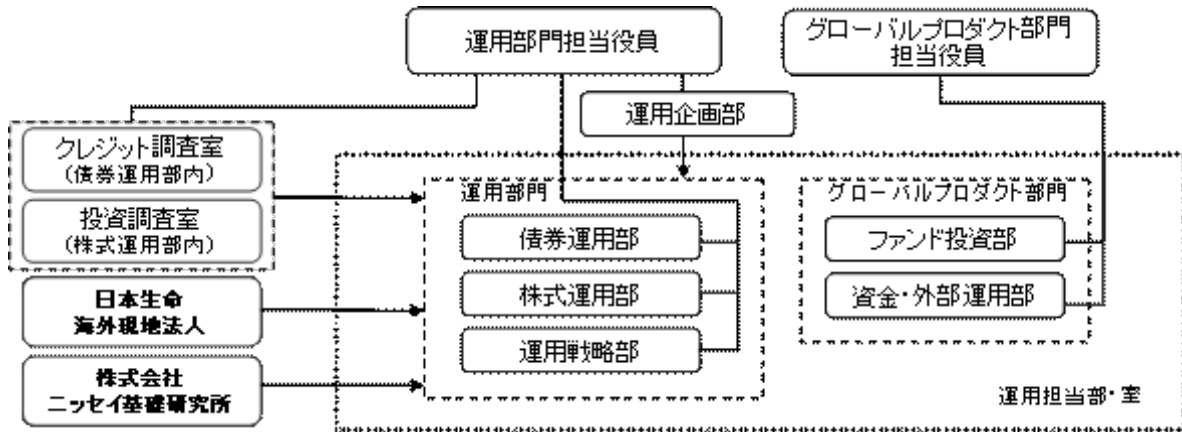 運用部門担当役員
グローバルプロダクト部門
担当役員
運用企画部
クレジット調査室
(債券運用部内)
投資調査室
(株式運用部内)
日本生命
海外現地法人
株式会社
ニッセイ基礎研究所
運用部門
債券運用部
株式運用部
運用戦略部
グローバルプロダクト部門
ファンド投資部
資金・外部運用部
運用担当部・室